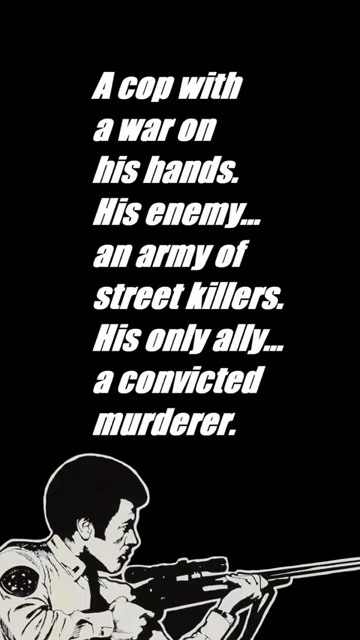 A cop with
a war on
his hands.
His enemy...
an army of
street killers.
His only ally...
a convicted
murderer.